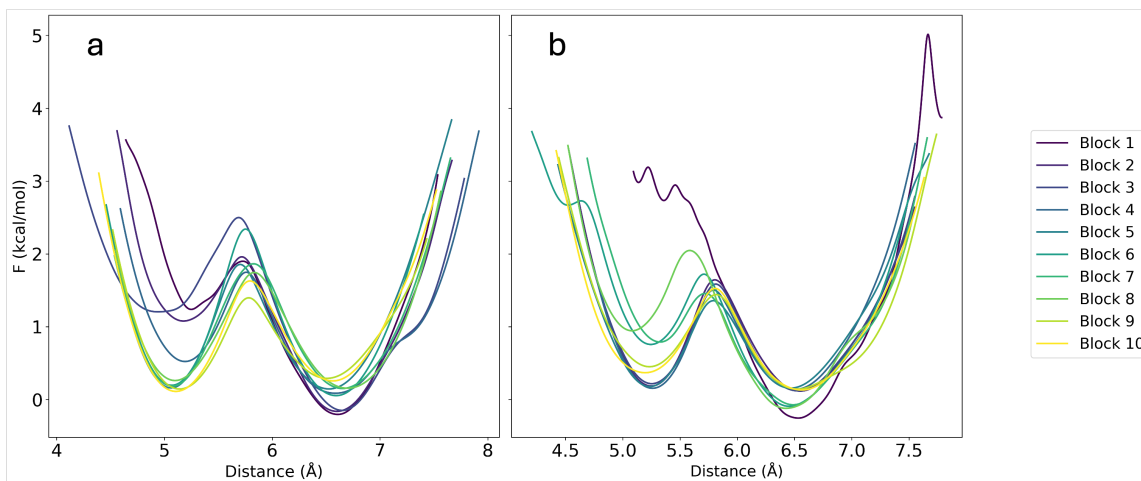 a
b
F (kcal/mol)
5
4
3
2
1
0
4 5 6 7 8
Distance (Å)
4.5 5.0 5.5 6.0 6.5 7.0 7.5
Distance (Å)
Block 1
Block 2
Block 3
Block 4
Block 5
Block 6
Block 7
Block 8
Block 9
Block 10